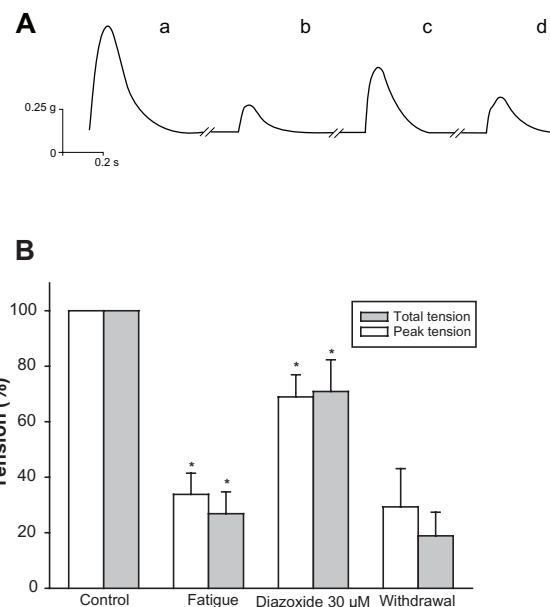 A
a b c d
0.25 g
0
0.2 s
B
Tension (%)
100
80
60
40
20
0
Total tension
Peak tension
* * * *
Control Fatigue Diazoxide 30 µM Withdrawal